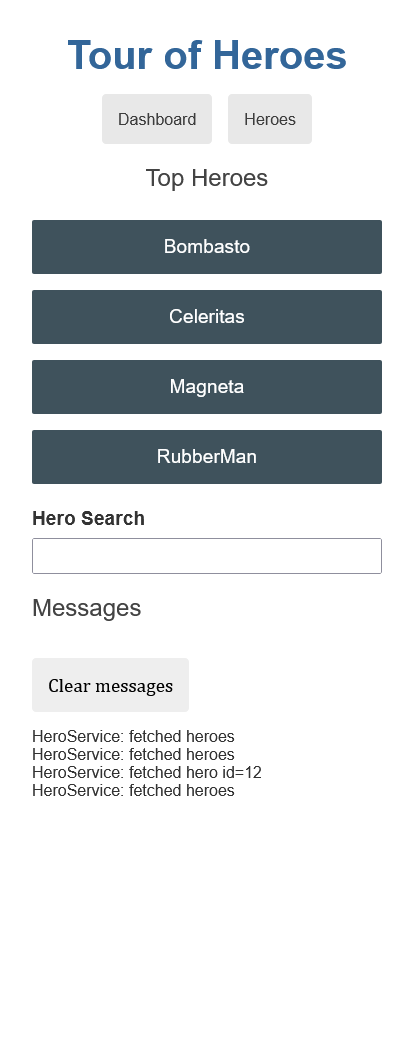 Tour of Heroes
Dashboard Heroes
Top Heroes
Bombasto
Celeritas
Magneta
RubberMan
Hero Search
Messages
Clear messages
HeroService: fetched heroes
HeroService: fetched heroes
HeroService: fetched hero id=12
HeroService: fetched heroes